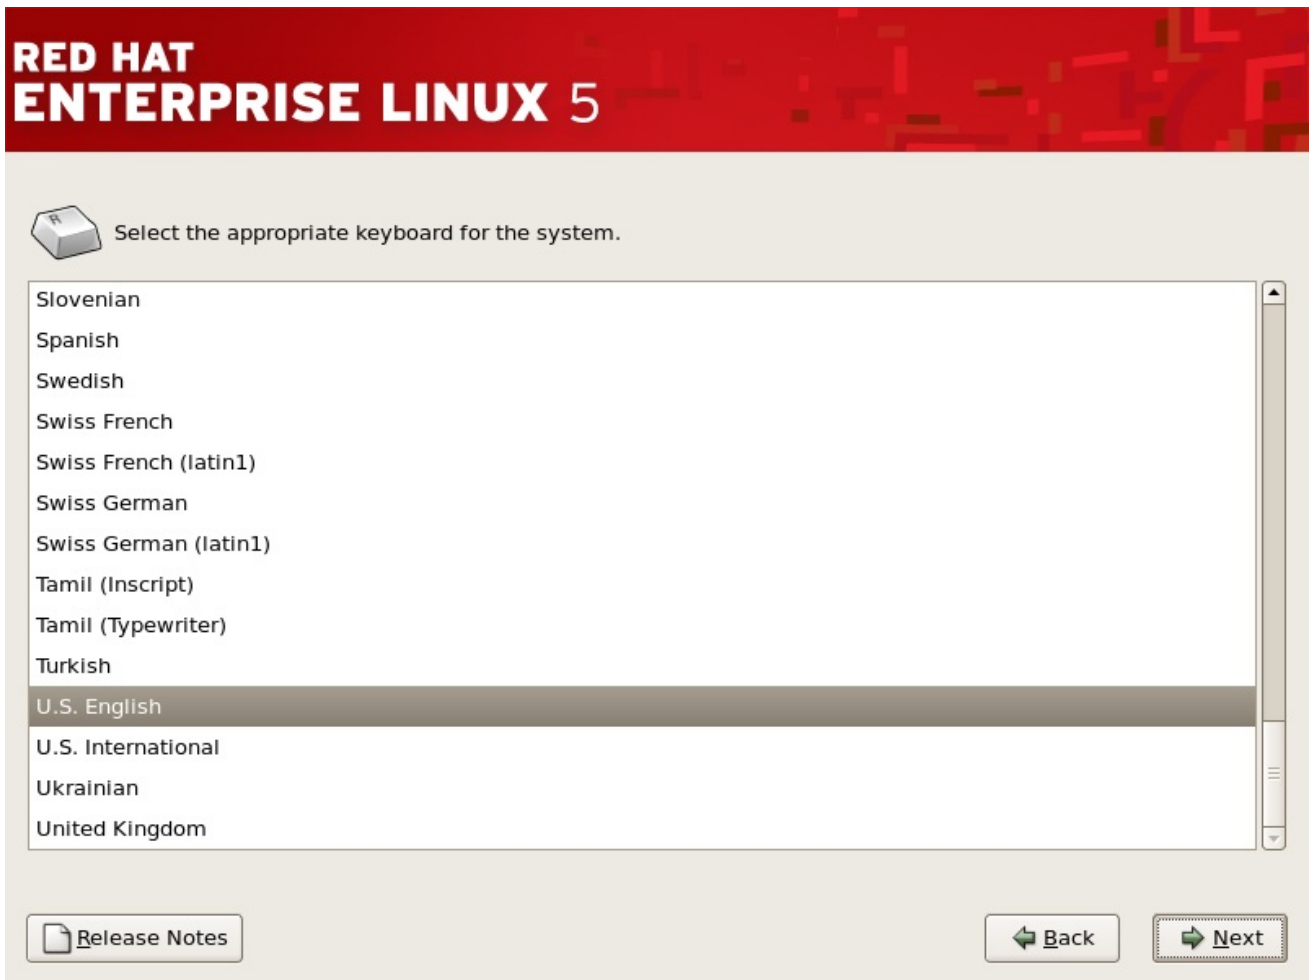 RED HAT
ENTERPRISE LINUX 5
R
Select the appropriate keyboard for the system.
Slovenian
Spanish
Swedish
Swiss French
Swiss French (latin1)
Swiss German
Swiss German (latin1)
Tamil (Inscript)
Tamil (Typewriter)
Turkish
U.S. English
U.S. International
Ukrainian
United Kingdom
Release Notes
Back
Next